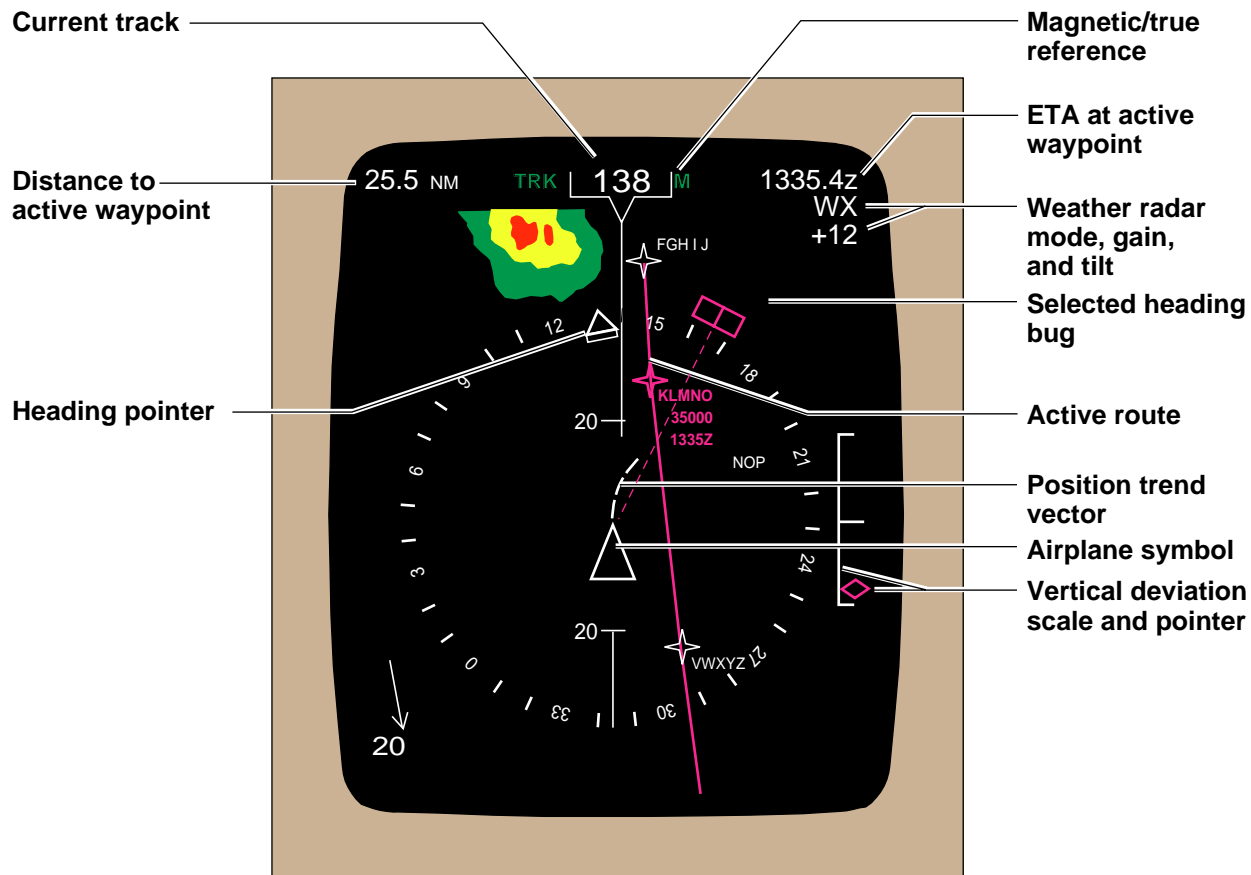 Current track
Magnetic/true
reference
ETA at active
waypoint
Distance to
active waypoint
25.5 NM
TRK 138 M
1335.4z
WX
+12
Weather radar
mode, gain,
and tilt
FGH I J
Selected heading
bug
12
15
18
9
Heading pointer
KLMNO
35000
1335Z
20
Active route
NOP
21
6
Position trend
vector
Airplane symbol
24
3
Vertical deviation
scale and pointer
20
VWXYZ
27
0
33
30
20